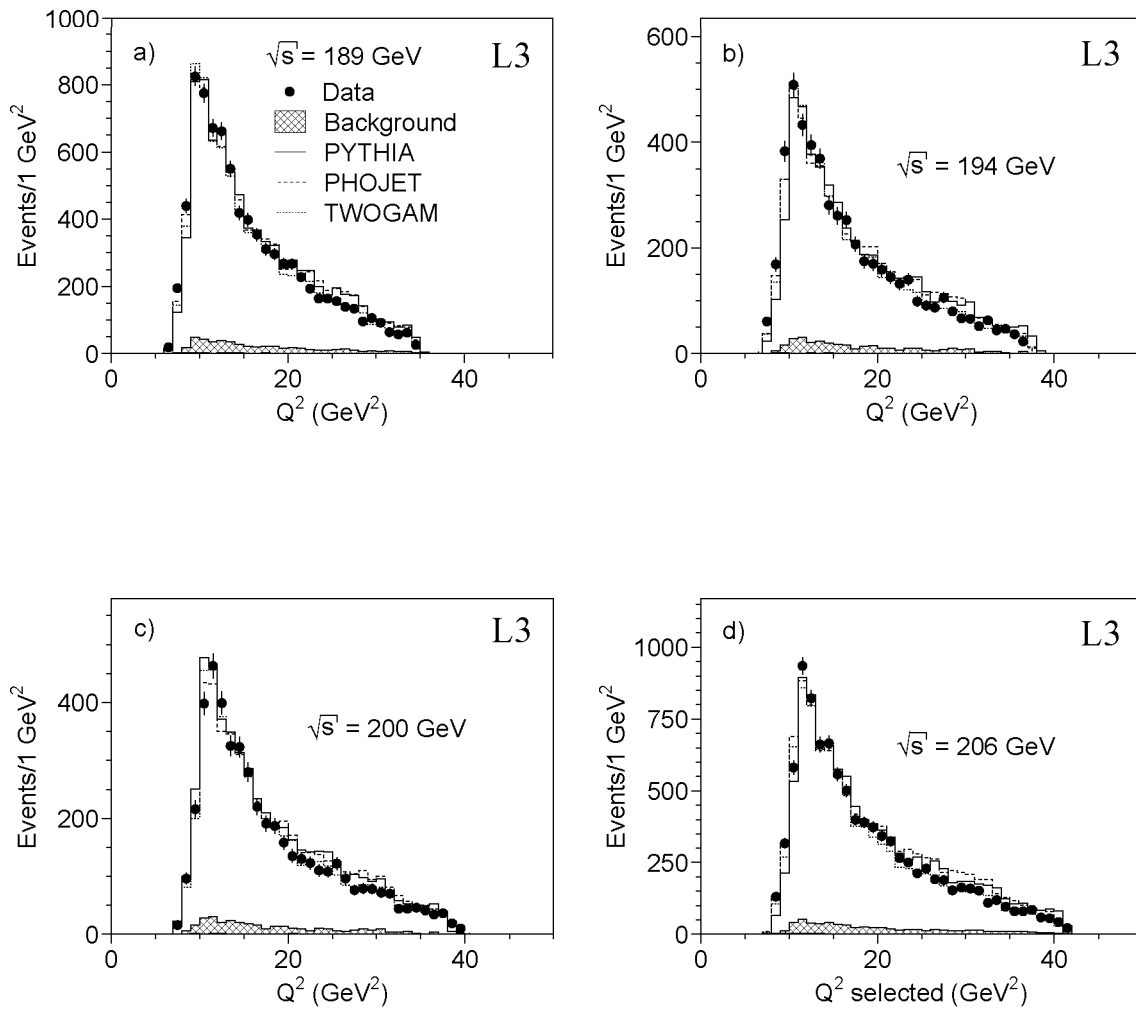 a)
√s = 189 GeV
L3
Data
Background
PYTHIA
PHOJET
TWOGAM
Events/1 GeV²
1000
800
600
400
200
0
0 20 40
Q² (GeV²)
b)
L3
√s = 194 GeV
Events/1 GeV²
600
400
200
0
0 20 40
Q² (GeV²)
c)
L3
√s = 200 GeV
Events/1 GeV²
400
200
0
0 20 40
Q² (GeV²)
d)
L3
√s = 206 GeV
Events/1 GeV²
1000
750
500
250
0
0 20 40
Q² selected (GeV²)